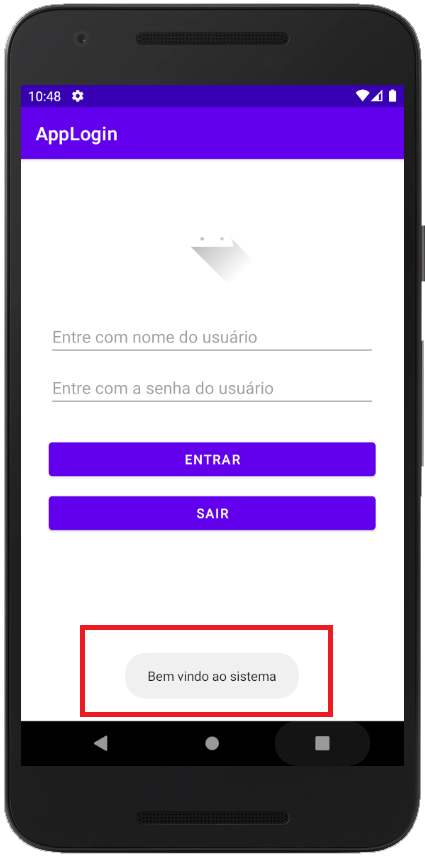 10:48
AppLogin
Entre com nome do usuário
Entre com a senha do usuário
ENTRAR
SAIR
Bem vindo ao sistema